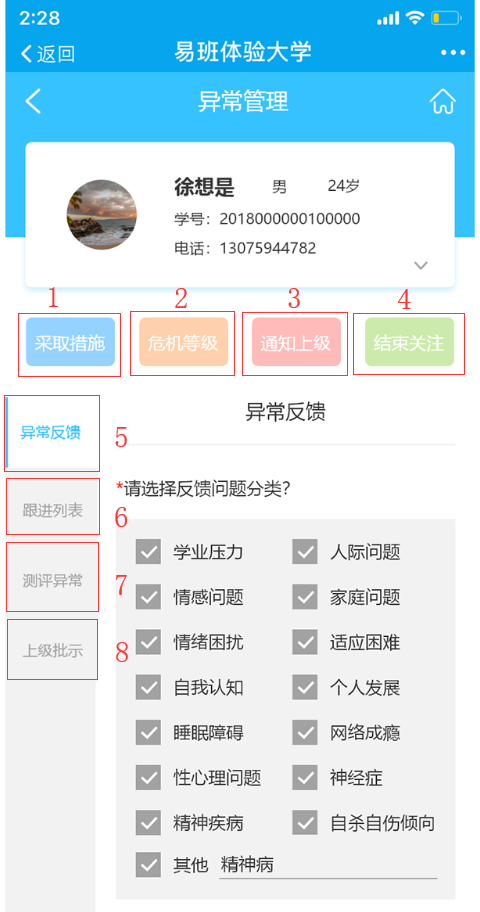 2:28
返回 易班体验大学
异常管理
徐想是 男 24岁
学号：2018000000100000
电话：13075944782
1 2 3 4
采取措施 危机等级 通知上级 结束关注
异常反馈
异常反馈 5
*请选择反馈问题分类?
跟进列表 6
学业压力 人际问题
测评异常 7
情感问题 家庭问题
上级批示 8
情绪困扰 适应困难
自我认知 个人发展
睡眠障碍 网络成瘾
性心理问题 神经症
精神疾病 自杀自伤倾向
其他 精神病